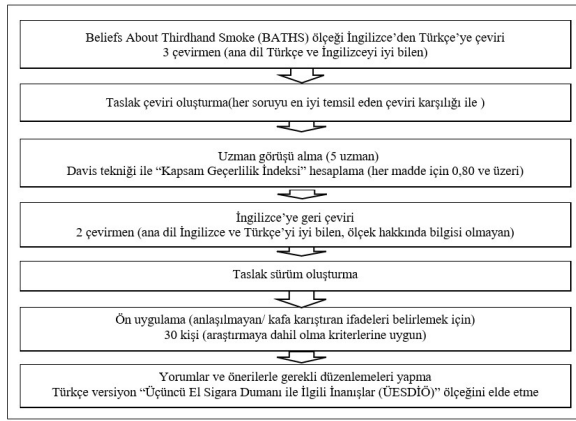 Beliefs About Thirdhand Smoke (BATHS) ölçeği İngilizce’den Türkçe’ye çeviri
3 çevirmen (ana dil Türkçe ve İngilizceyi iyi bilen)
Taslak çeviri oluşturma(her soruyu en iyi temsil eden çeviri karşılığı ile )
Uzman görüşü alma (5 uzman)
Davis tekniği ile “Kapsam Geçerlilik İndeksi” hesaplama (her madde için 0,80 ve üzeri)
İngilizce’ye geri çeviri
2 çevirmen (ana dil İngilizce ve Türkçe’yi iyi bilen, ölçek hakkında bilgisi olmayan)
Taslak sürüm oluşturma
Ön uygulama (anlaşılmayan/ kafa karıştıran ifadeleri belirlemek için)
30 kişi (araştırmaya dahil olma kriterlerine uygun)
Yorumlar ve önerilerle gerekli düzenlemeleri yapma
Türkçe versiyon “Üçüncü El Sigara Dumanı ile İlgili İnanışlar (ÜESDİÖ)” ölçeğini elde etme